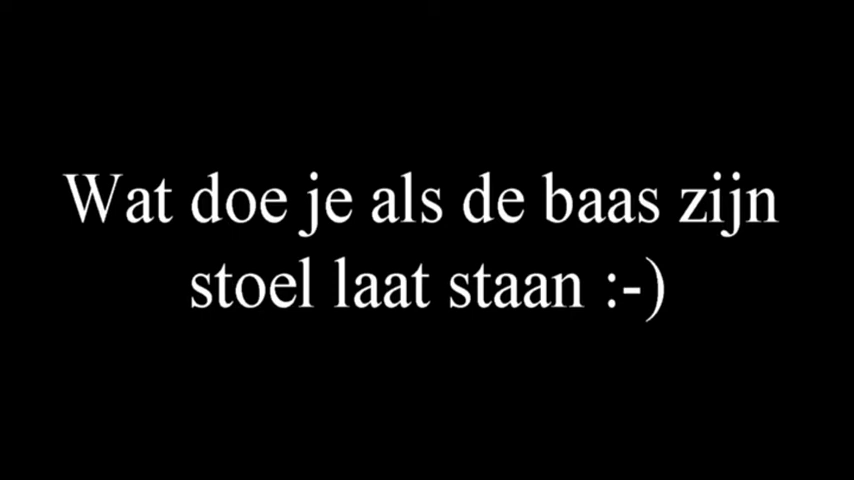 Wat doe je als de baas zijn
stoel laat staan :-)